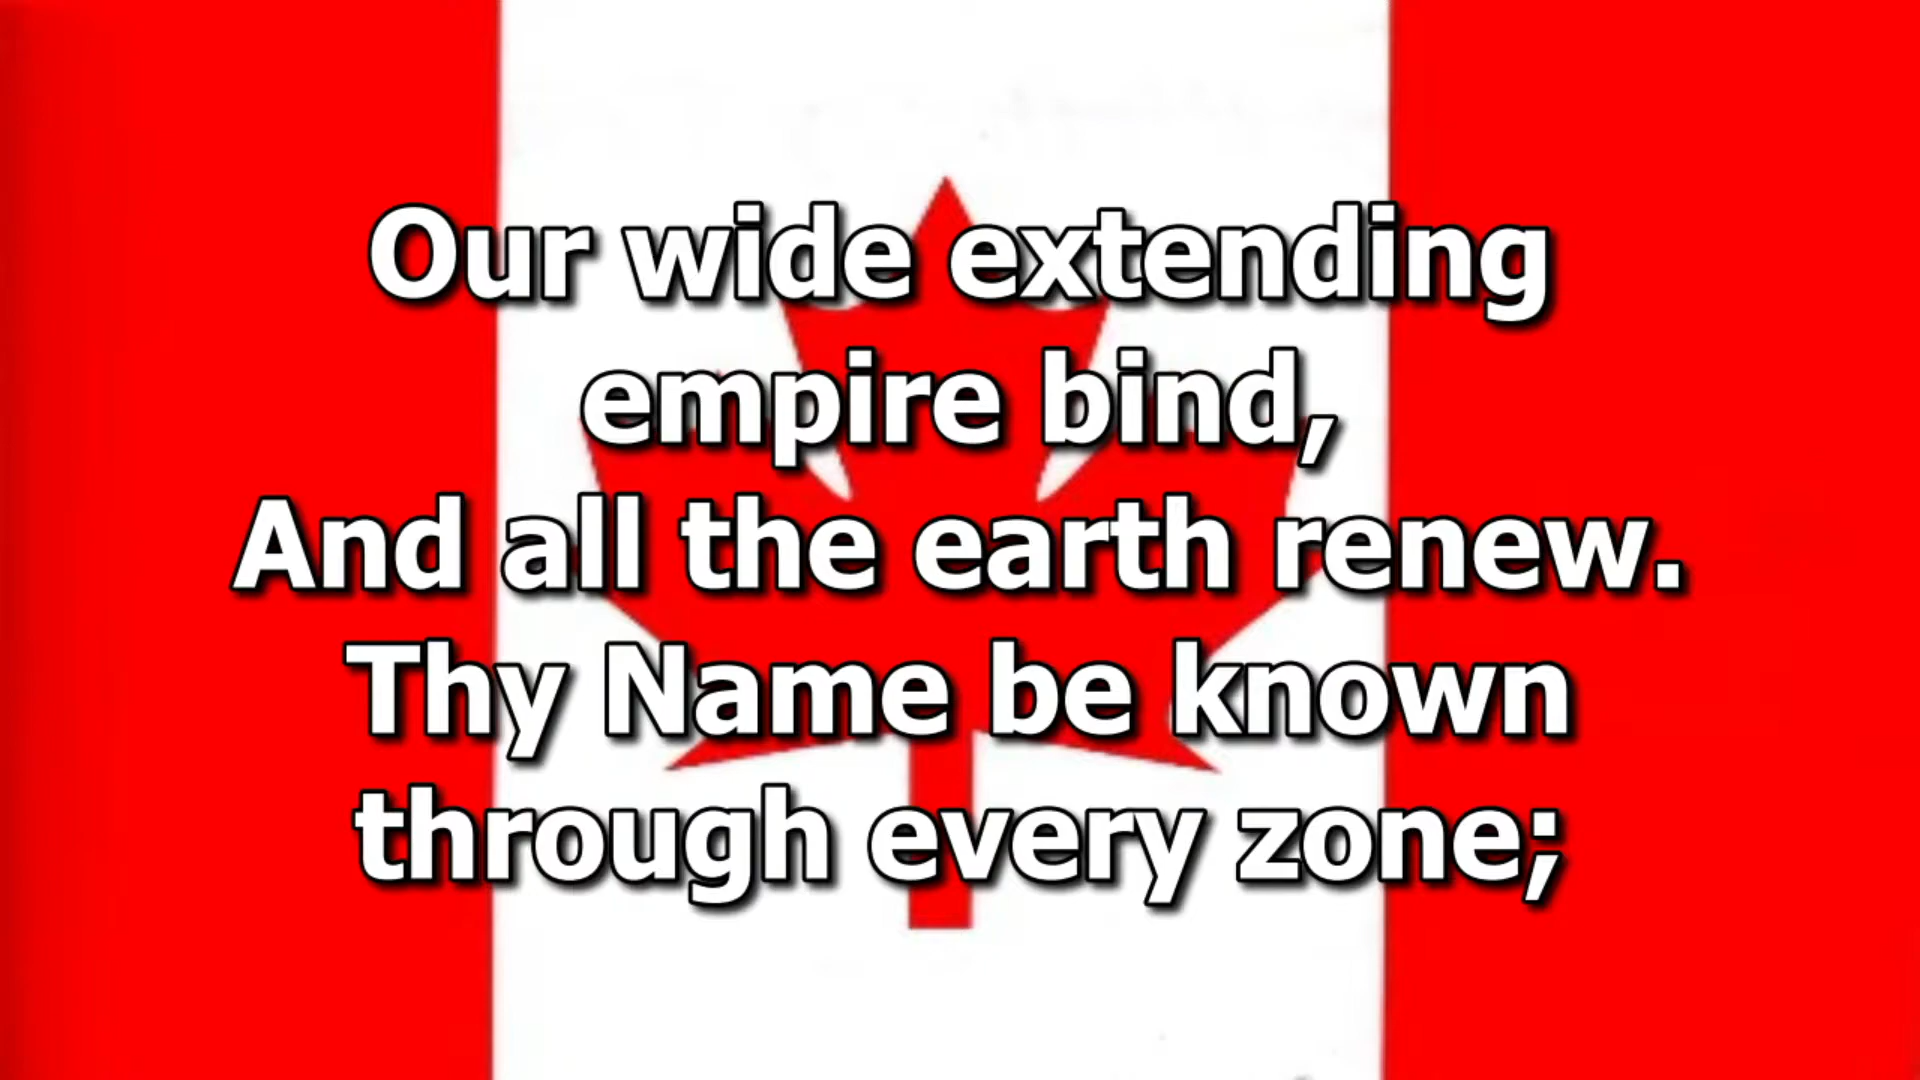 Our wide extending
empire bind,
And all the earth renew.
Thy Name be known
through every zone;